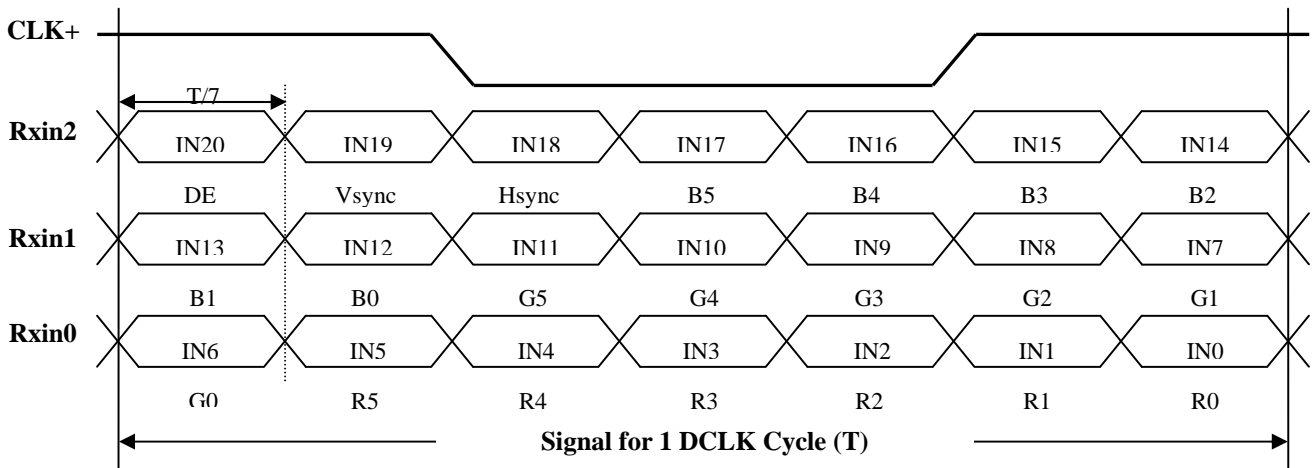 CLK+
T/7
Rxin2 IN20 IN19 IN18 IN17 IN16 IN15 IN14
DE Vsync Hsync B5 B4 B3 B2
Rxin1 IN13 IN12 IN11 IN10 IN9 IN8 IN7
B1 B0 G5 G4 G3 G2 G1
Rxin0 IN6 IN5 IN4 IN3 IN2 IN1 IN0
G0 R5 R4 R3 R2 R1 R0
Signal for 1 DCLK Cycle (T)